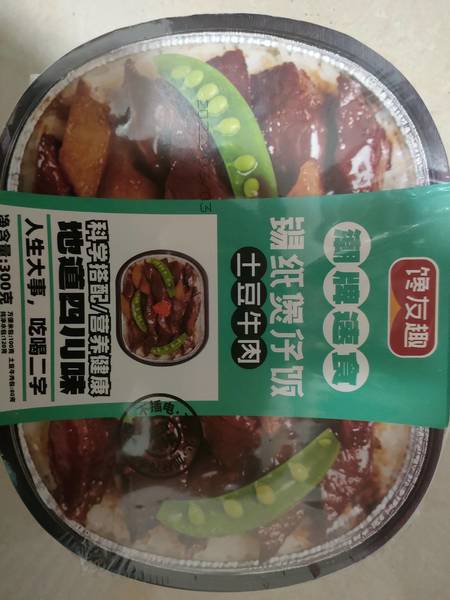 馋友趣
潮牌速食
锡纸煲仔饭
土豆牛肉
科学搭配/营养健康
地道四川味
人生大事，吃喝二字
净含量:300克